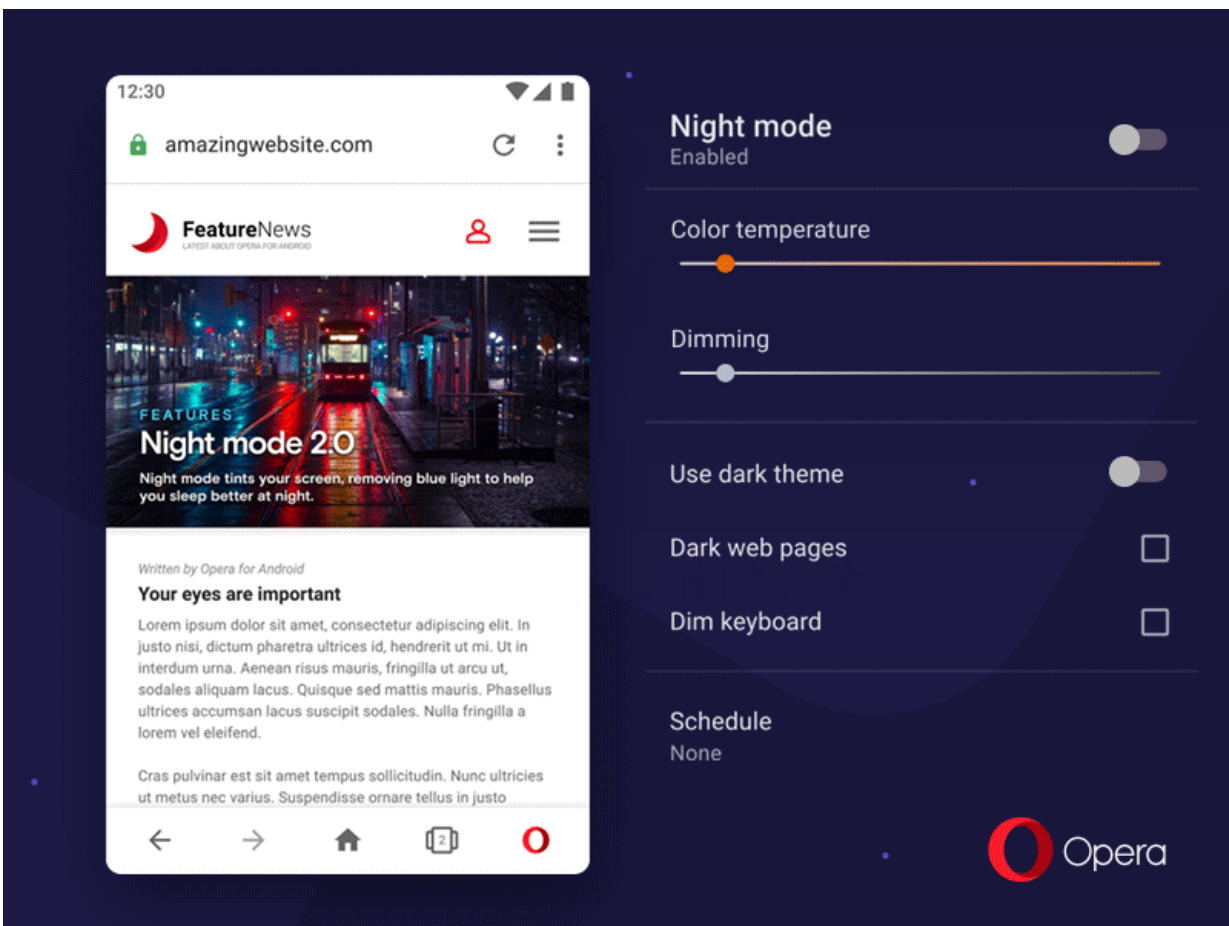 12:30
amazingwebsite.com
FeatureNews
LATEST ABOUT OPERA FOR ANDROID
FEATURES
Night mode 2.0
Night mode tints your screen, removing blue light to help
you sleep better at night.
Written by Opera for Android
Your eyes are important
Lorem ipsum dolor sit amet, consectetur adipiscing elit. In
justo nisi, dictum pharetra ultrices id, hendrerit ut mi. Ut in
interdum urna. Aenean risus mauris, fringilla ut arcu ut,
sodales aliquam lacus. Quisque sed mattis mauris. Phasellus
ultrices accumsan lacus suscipit sodales. Nulla fringilla a
lorem vel eleifend.
Cras pulvinar est sit amet tempus sollicitudin. Nunc ultricies
ut metus nec varius. Suspendisse ornare tellus in justo
2
Night mode
Enabled
Color temperature
Dimming
Use dark theme
Dark web pages
Dim keyboard
Schedule
None
Opera